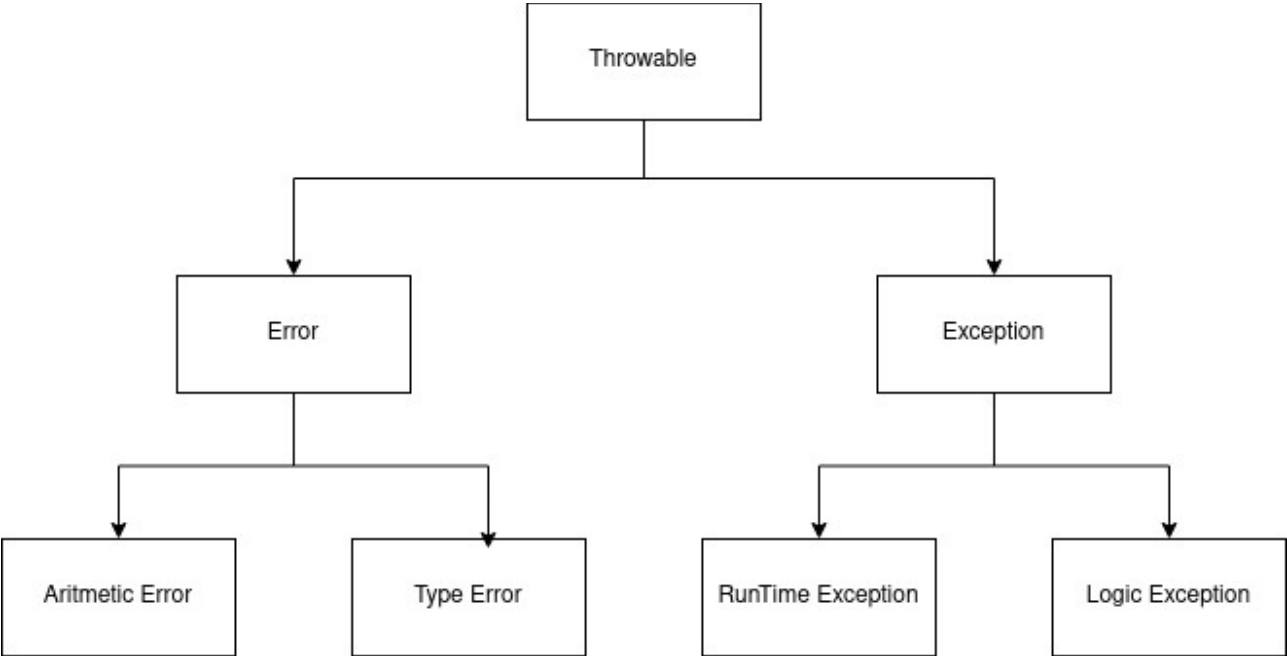 Throwable
Error
Exception
Aritmetic Error
Type Error
RunTime Exception
Logic Exception